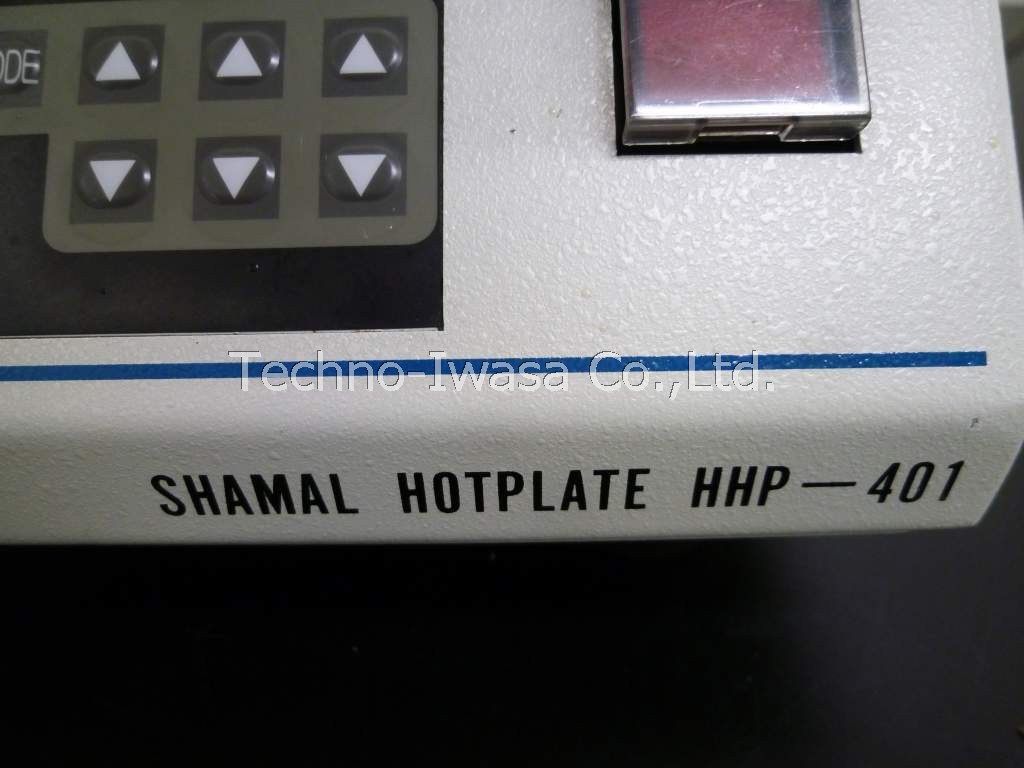 ODE
Techno-Iwasa Co.,Ltd.
SHAMAL HOTPLATE HHP-401